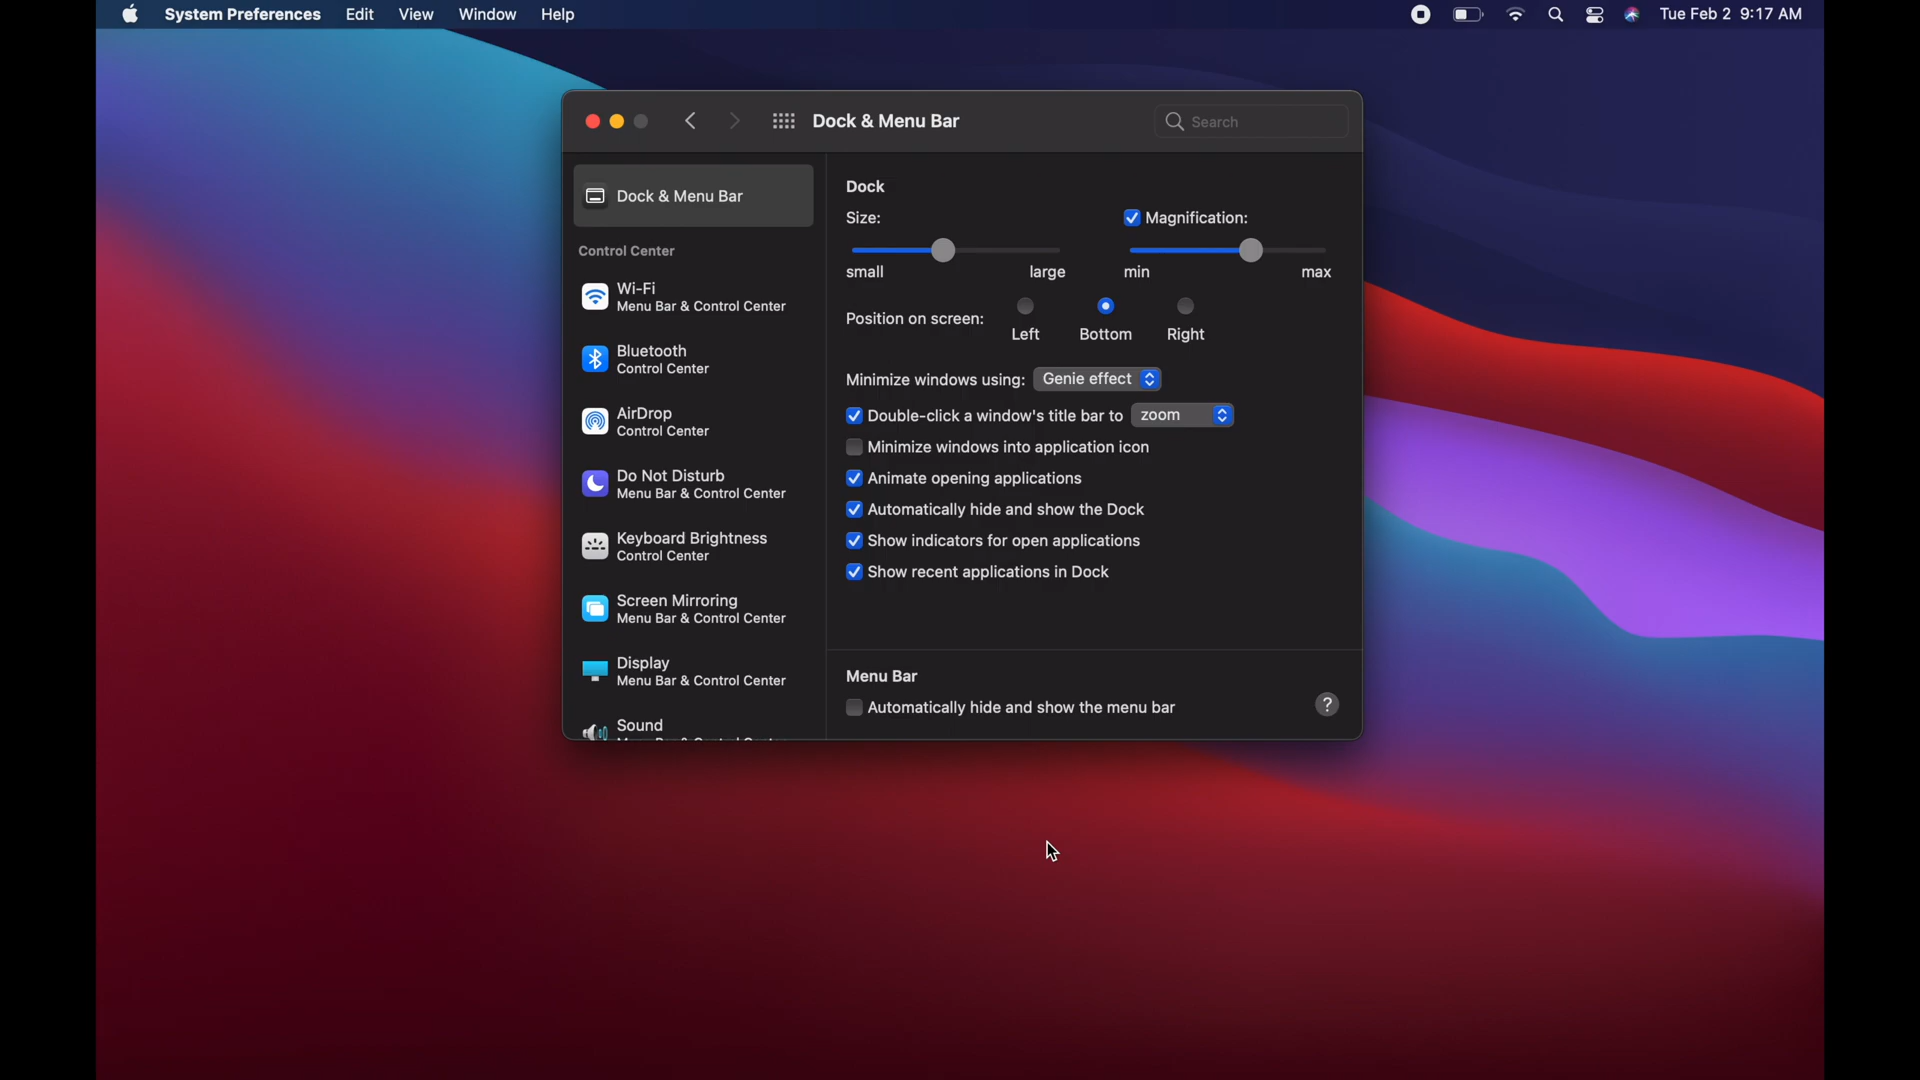 System Preferences Edit View Window Help Tue Feb 2 9:17 AM
Dock & Menu Bar
Search
Dock & Menu Bar
Control Center
Wi-Fi
Menu Bar & Control Center
Bluetooth
Control Center
AirDrop
Control Center
Do Not Disturb
Menu Bar & Control Center
Keyboard Brightness
Control Center
Screen Mirroring
Menu Bar & Control Center
Display
Menu Bar & Control Center
Sound
Dock
Size:
Magnification:
small large
min max
Position on screen:
Left Bottom Right
Minimize windows using: Genie effect
Double-click a window's title bar to zoom
Minimize windows into application icon
Animate opening applications
Automatically hide and show the Dock
Show indicators for open applications
Show recent applications in Dock
Menu Bar
Automatically hide and show the menu bar
?